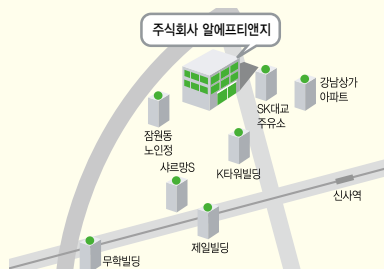 주식회사 알에프티앤지
강남상가
아파트
SK대교
주유소
잠원동
노인정
K타워빌딩
샤르망S
신사역
제일빌딩
무학빌딩